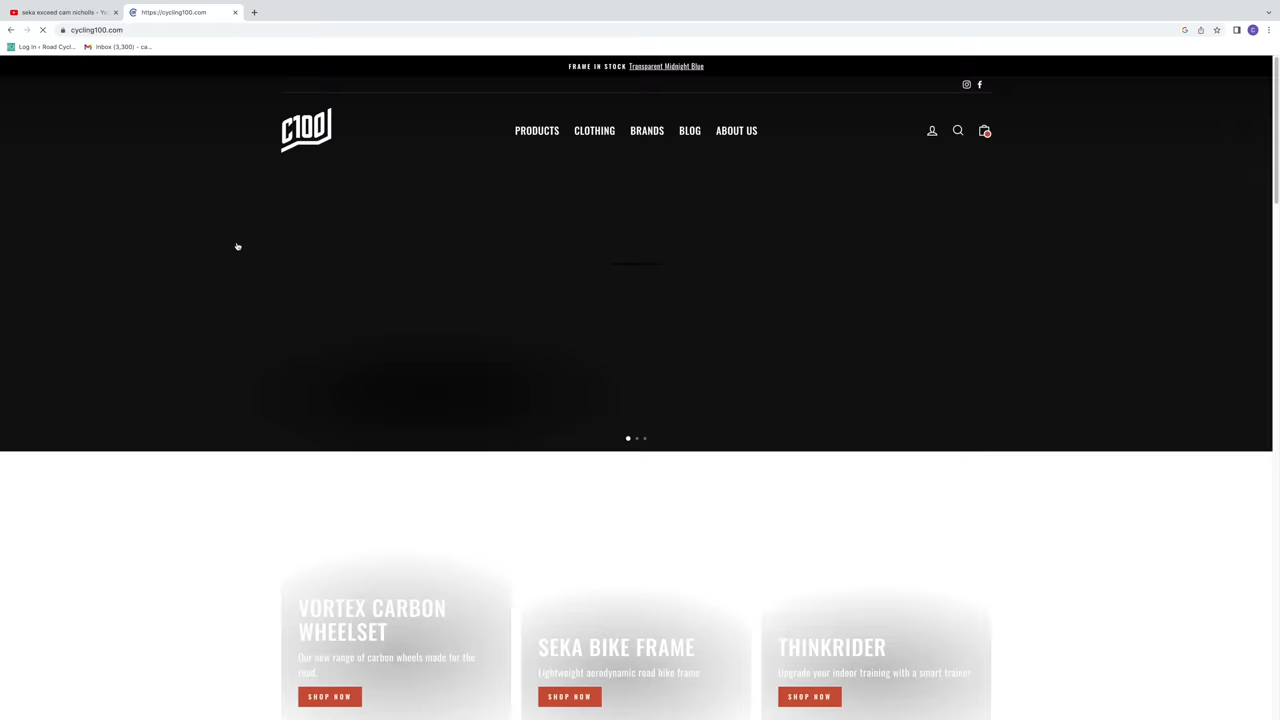 seka exceed cam nicholls - Yo
https://cycling100.com
cycling100.com
Log In ‹ Road Cycl...
Inbox (3,300) - ca...
FRAME IN STOCK Transparent Midnight Blue
C100
PRODUCTS CLOTHING BRANDS BLOG ABOUT US
VORTEX CARBON
WHEELSET
Our new range of carbon wheels made for the
road.
SHOP NOW
SEKA BIKE FRAME
Lightweight aerodynamic road bike frame
SHOP NOW
THINKRIDER
Upgrade your indoor training with a smart trainer
SHOP NOW